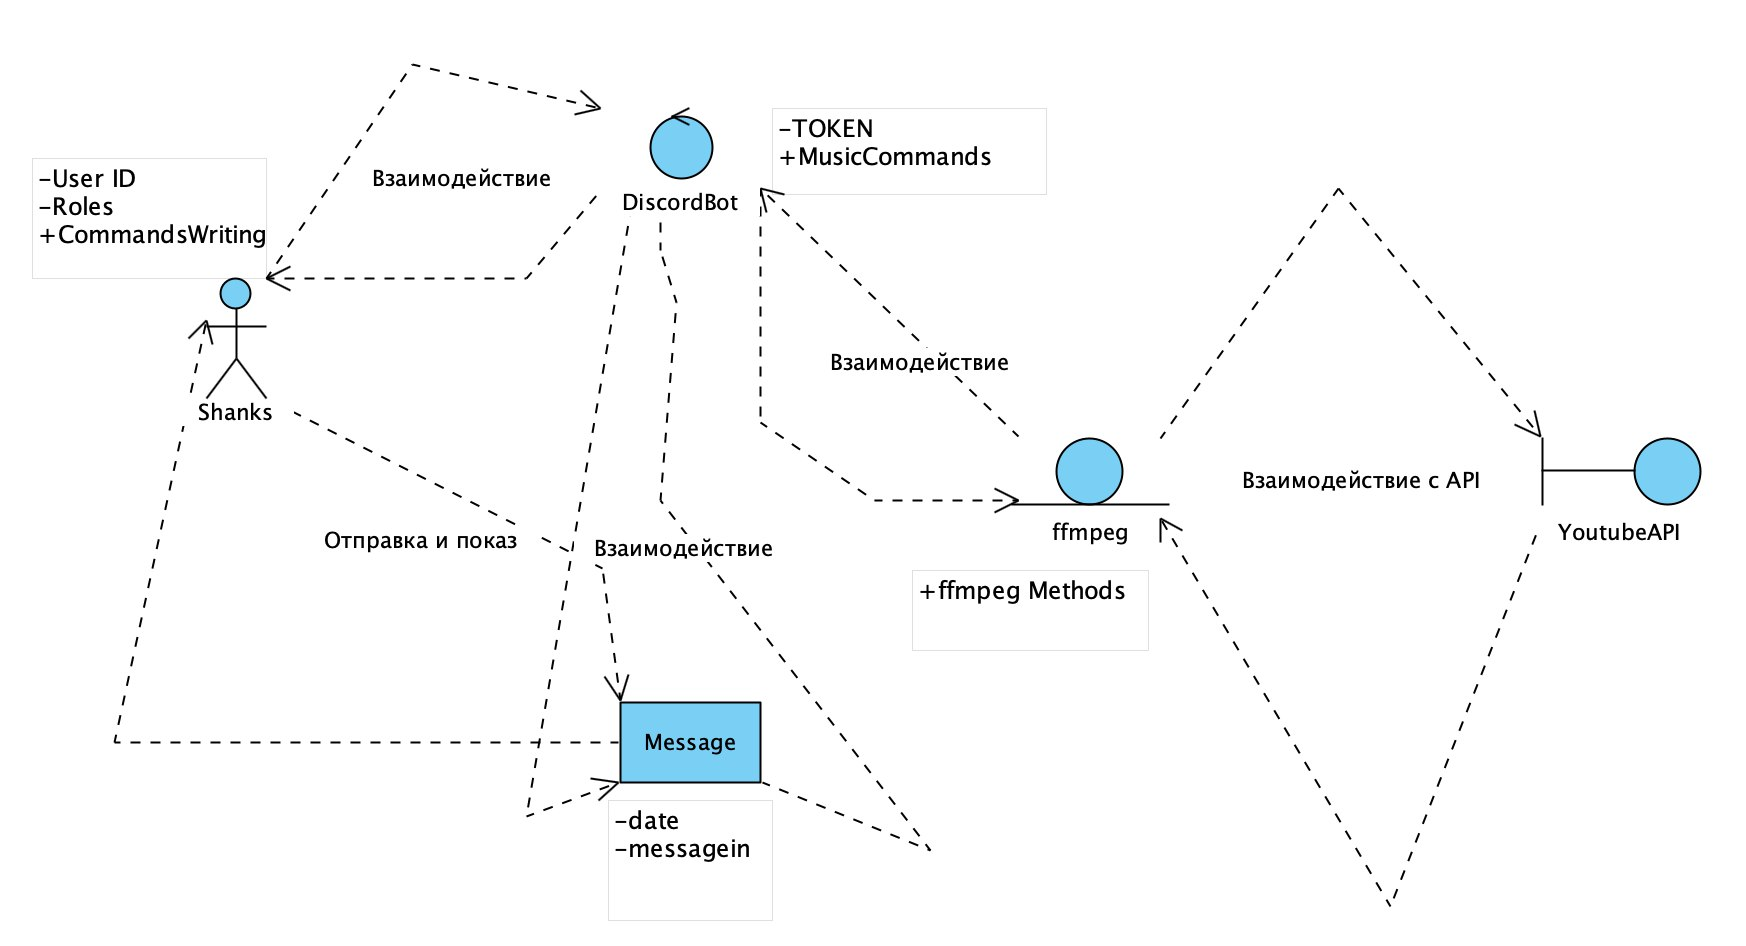 -TOKEN
+MusicCommands
-User ID
-Roles
+CommandsWriting
Взаимодействие
DiscordBot
Взаимодействие
Shanks
Взаимодействие с API
Отправка и показ
Взаимодействие
ffmpeg
YoutubeAPI
+ffmpeg Methods
Message
-date
-messagein